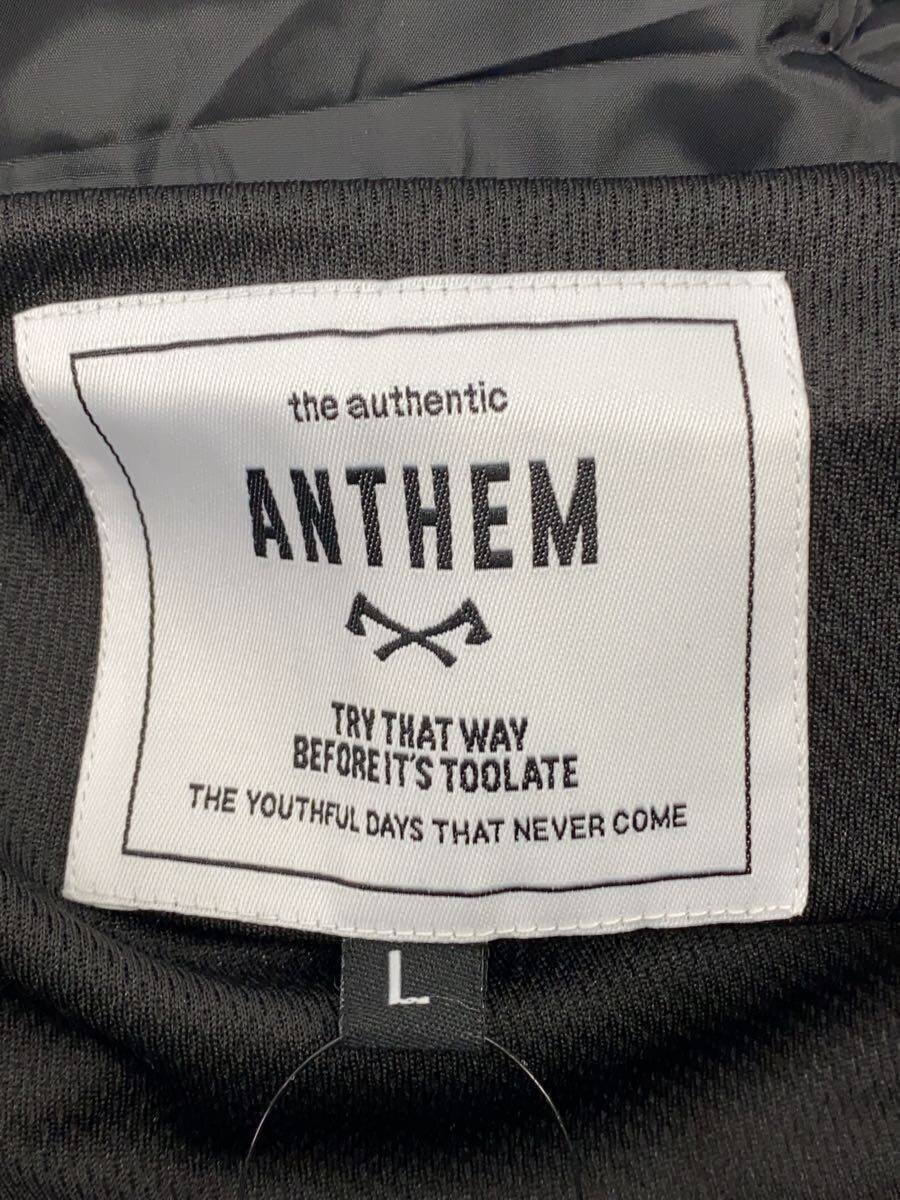 the authentic
ANTHEM
TRY THAT WAY
BEFORE IT'S TOOLATE
THE YOUTHFUL DAYS THAT NEVER COME
L